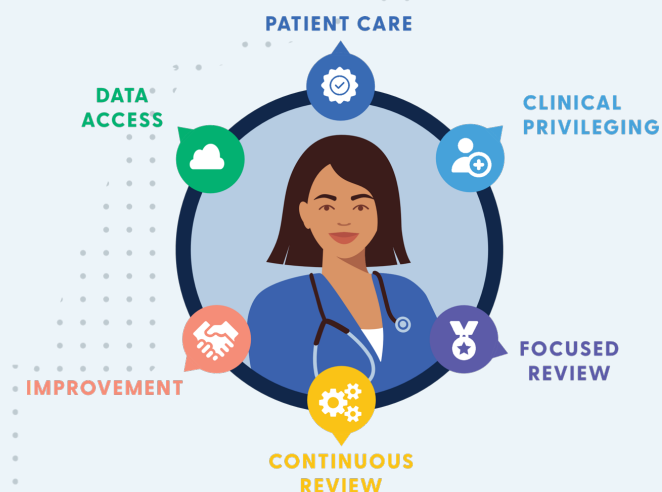 PATIENT CARE
CLINICAL
PRIVILEGING
FOCUSED
REVIEW
CONTINUOUS
REVIEW
IMPROVEMENT
DATA
ACCESS